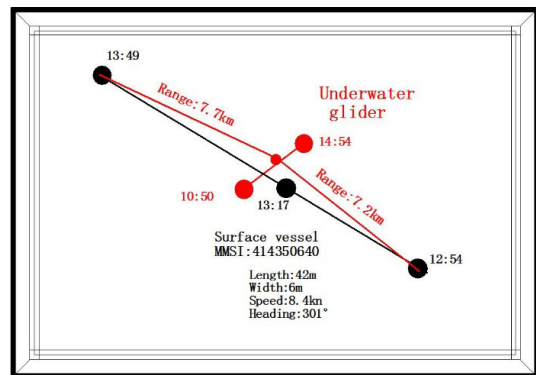 13:49
Range:7.7km
Underwater
glider
14:54
10:50
Range:7.2km
13:17
Surface vessel
MMSI:414350640
12:54
Length:42m
Width:6m
Speed:8.4kn
Heading:301°